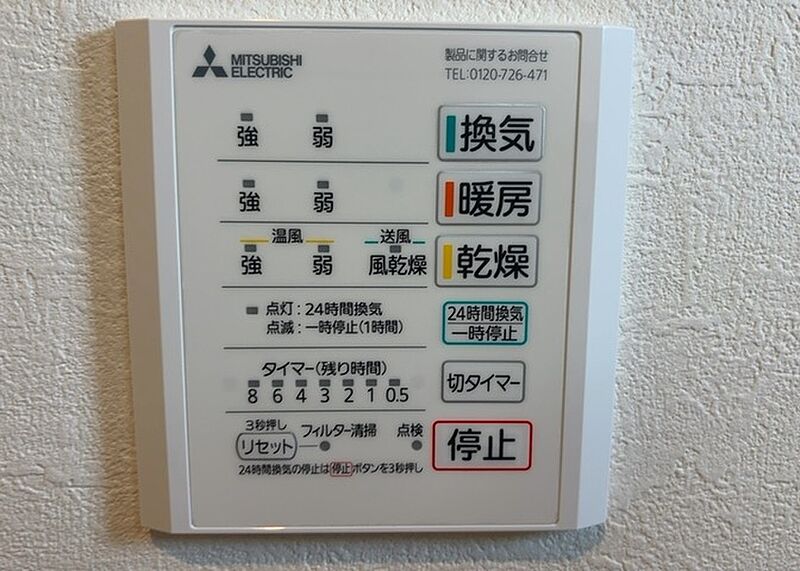 MITSUBISHI
ELECTRIC
製品に関するお問合せ
TEL:0120-726-471
強 弱 換気
強 弱 暖房
温風 送風
強 弱 風乾燥 乾燥
点灯:24時間換気
点滅:一時停止(1時間)
24時間換気
一時停止
タイマー(残り時間)
8 6 4 3 2 1 0.5
切タイマー
3秒押し
リセット フィルター清掃 点検
停止
24時間換気の停止は停止ボタンを3秒押し